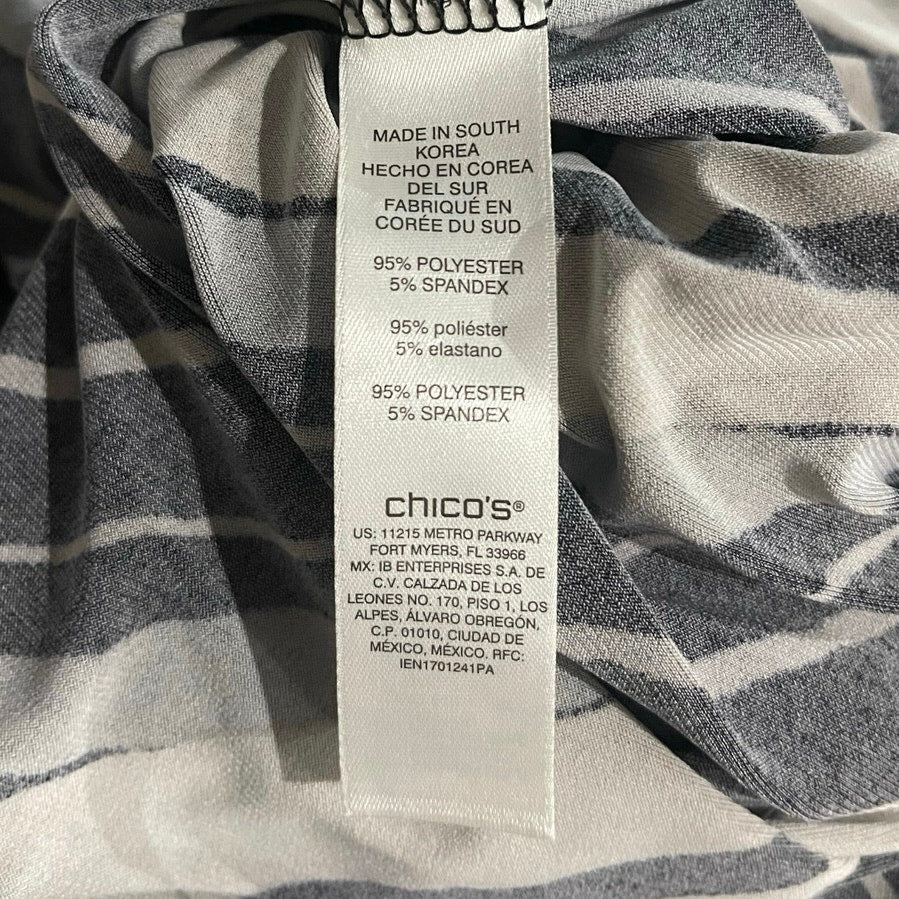 MADE IN SOUTH
KOREA
HECHO EN COREA
DEL SUR
FABRIQUÉ EN
CORÉE DU SUD
95% POLYESTER
5% SPANDEX
95% poliéster
5% elastano
95% POLYESTER
5% SPANDEX
chico's®
US: 11215 METRO PARKWAY
FORT MYERS, FL 33966
MX: IB ENTERPRISES S.A. DE
C.V. CALZADA DE LOS
LEONES NO. 170, PISO 1, LOS
ALPES, ÁLVARO OBREGÓN,
C.P. 01010, CIUDAD DE
MÉXICO, MÉXICO. RFC:
IEN1701241PA